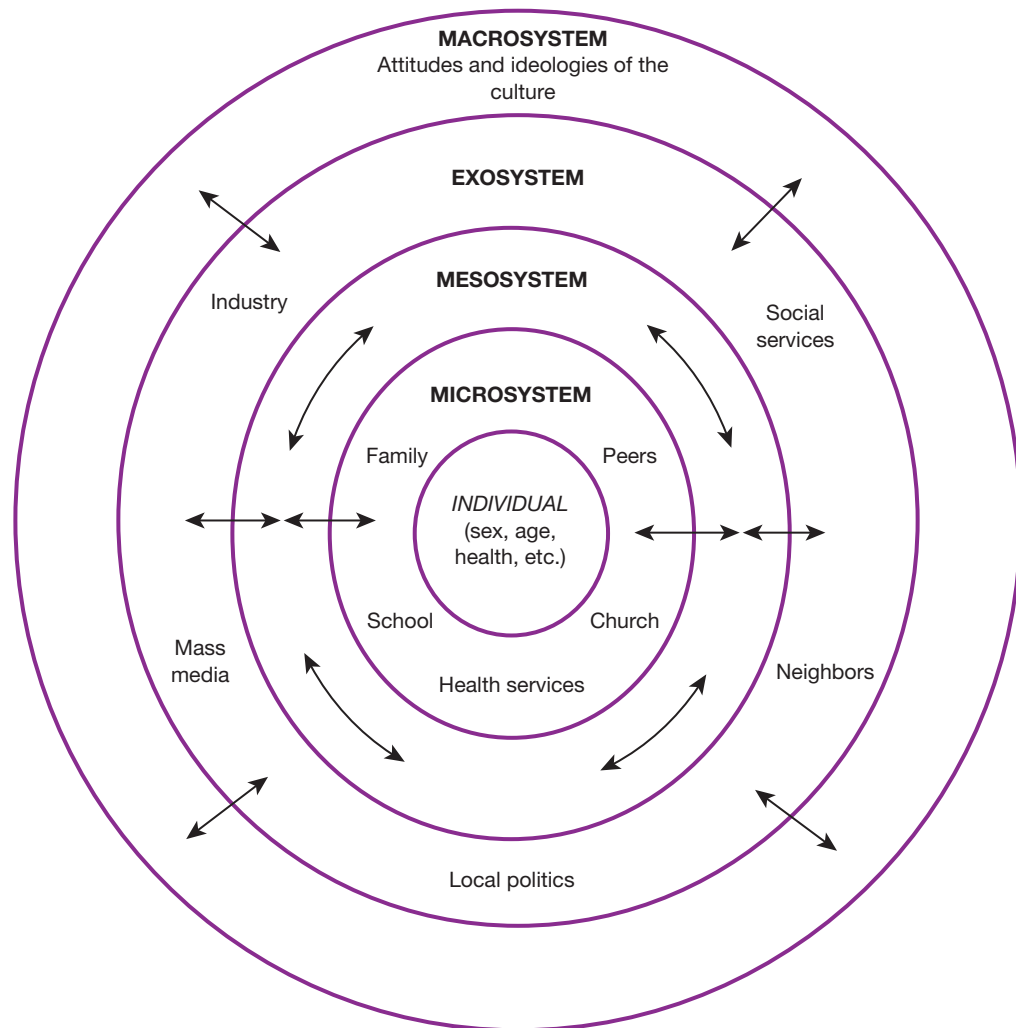 MACROSYSTEM
Attitudes and ideologies of the
culture
EXOSYSTEM
MESOSYSTEM
Industry
Social
services
MICROSYSTEM
Family
Peers
INDIVIDUAL
(sex, age,
health, etc.)
School
Church
Mass
media
Health services
Neighbors
Local politics